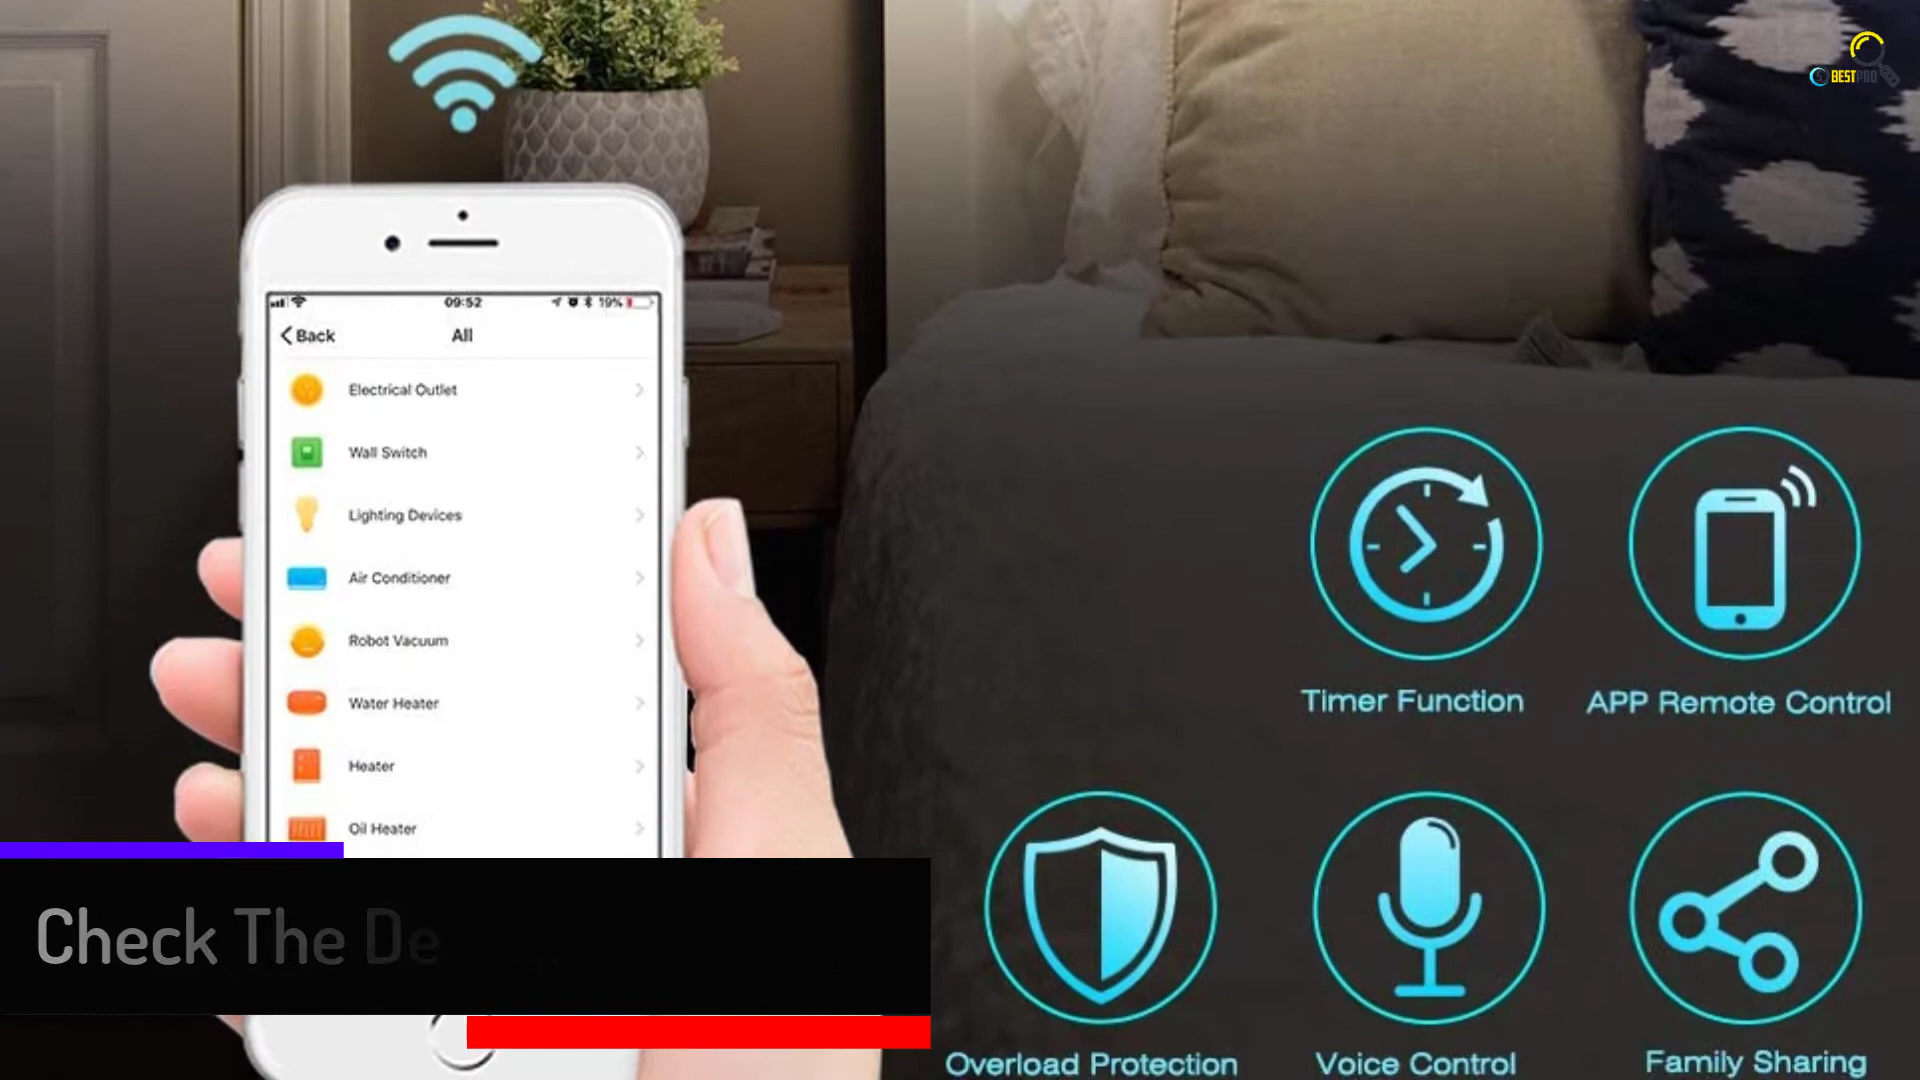 BEST
09:52
19%
Back
All
Electrical Outlet
Wall Switch
Lighting Devices
Air Conditioner
Robot Vacuum
Water Heater
Heater
Oil Heater
Timer Function
APP Remote Control
Overload Protection
Voice Control
Family Sharing
Check The De